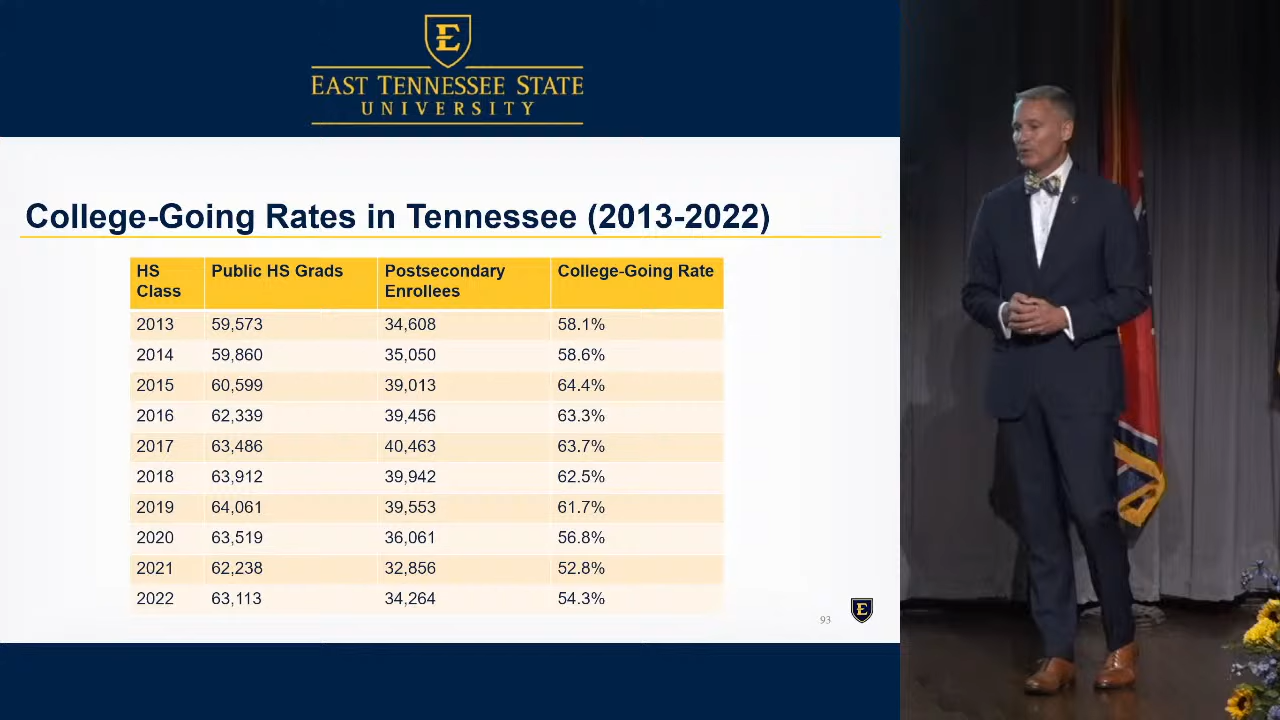 E
EAST TENNESSEE STATE
UNIVERSITY
College-Going Rates in Tennessee (2013-2022)
HS Class Public HS Grads Postsecondary Enrollees College-Going Rate
2013 59,573 34,608 58.1%
2014 59,860 35,050 58.6%
2015 60,599 39,013 64.4%
2016 62,339 39,456 63.3%
2017 63,486 40,463 63.7%
2018 63,912 39,942 62.5%
2019 64,061 39,553 61.7%
2020 63,519 36,061 56.8%
2021 62,238 32,856 52.8%
2022 63,113 34,264 54.3%
93
E